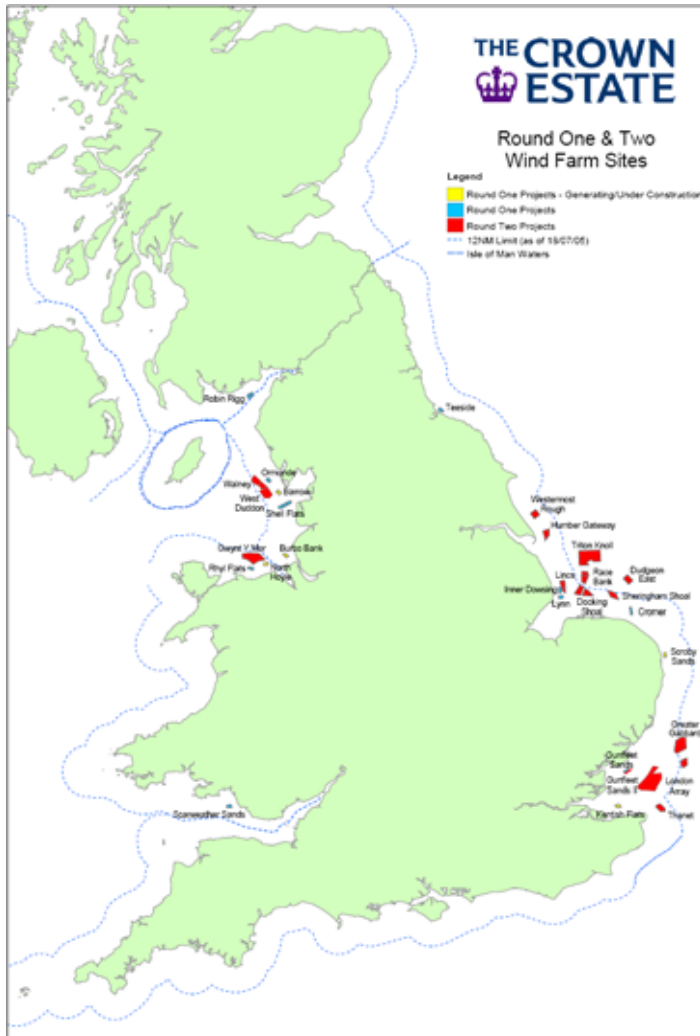 THE CROWN
ESTATE
Round One & Two
Wind Farm Sites
Legend
Round One Projects - Generating/Under Construction
Round One Projects
Round Two Projects
12NM Limit (as of 18/07/05)
Isle of Man Waters
Robin Rigg
Teeside
Ormonde
Walney
Barrow
West
Duddon
Shell Flats
Westermost
Rough
Humber Gateway
Triton Knoll
Gwynt Y Mor
Burbo Bank
Rhyl Flats
North
Hoyle
Lincs
Race
Bank
Dudgeon
East
Inner Dowsing
Lynn
Docking
Shoal
Sheringham Shoal
Cromer
Scroby
Sands
Greater
Gabbard
Gunfleet
Sands
Gunfleet
Sands II
London
Array
Kentish Flats
Thanet
Scarweather Sands